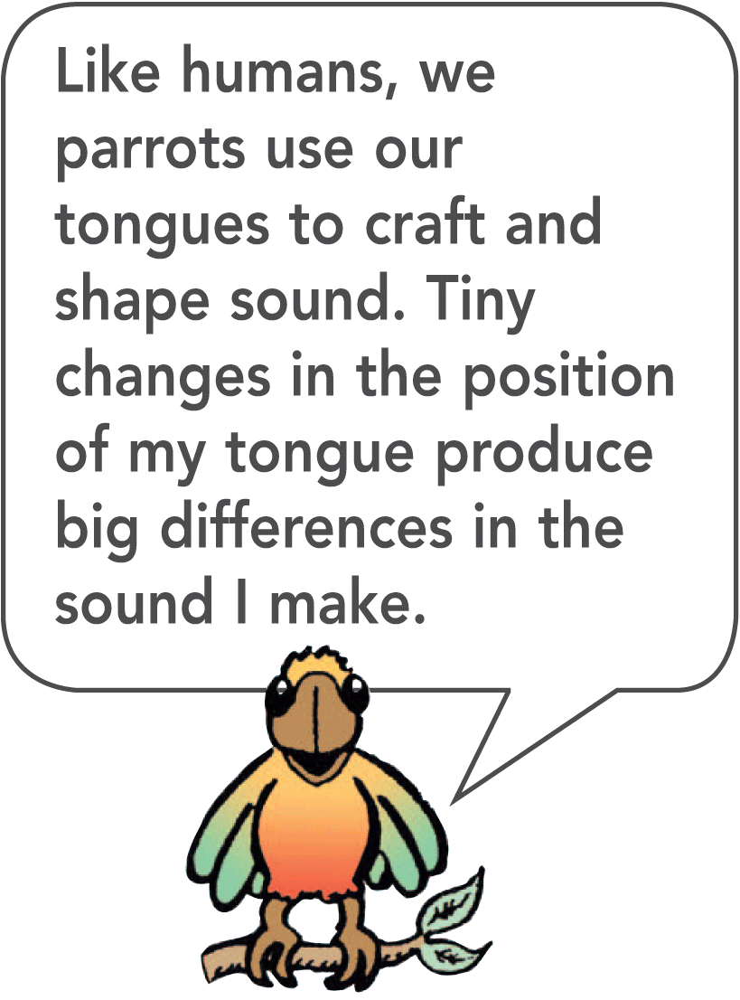 Like humans, we
parrots use our
tongues to craft and
shape sound. Tiny
changes in the position
of my tongue produce
big differences in the
sound I make.